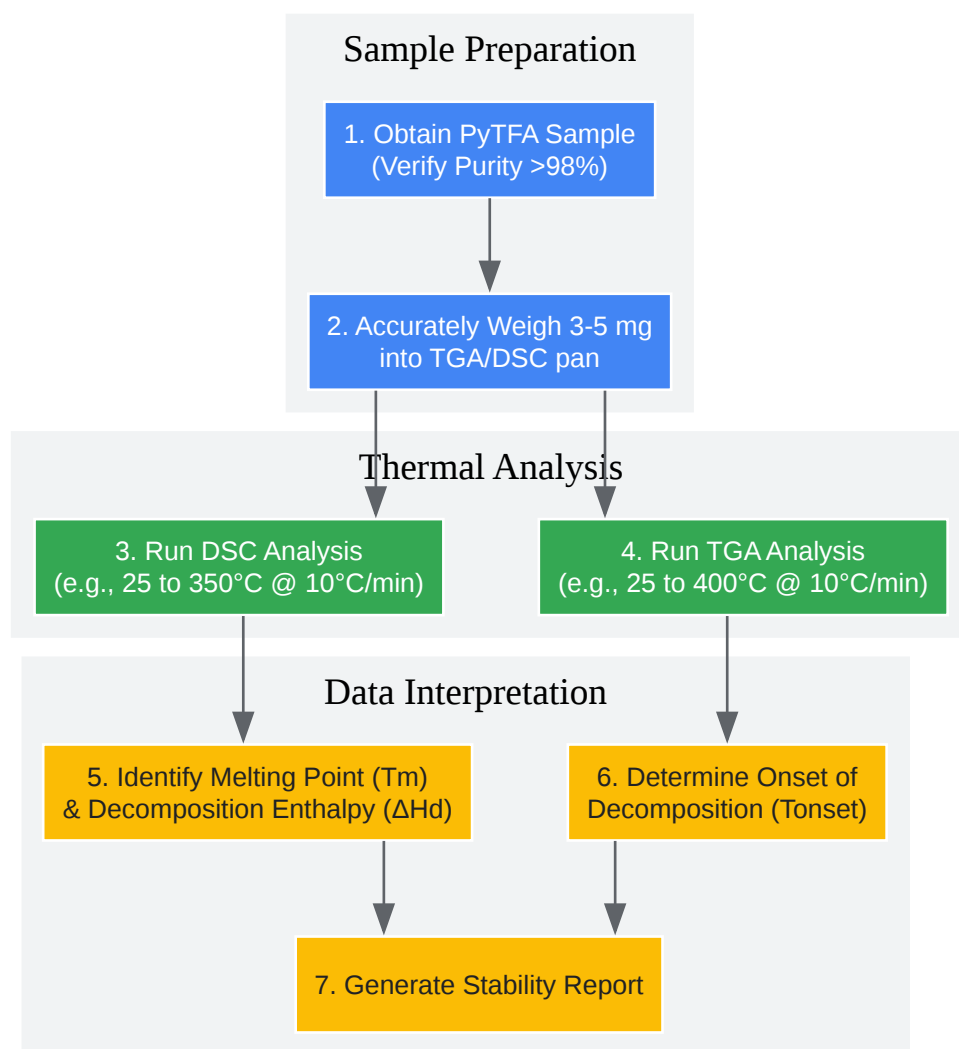 Sample Preparation
1. Obtain PyTFA Sample
(Verify Purity >98%)
2. Accurately Weigh 3-5 mg
into TGA/DSC pan
Thermal Analysis
3. Run DSC Analysis
(e.g., 25 to 350°C @ 10°C/min)
4. Run TGA Analysis
(e.g., 25 to 400°C @ 10°C/min)
Data Interpretation
5. Identify Melting Point (Tm)
& Decomposition Enthalpy (ΔHd)
6. Determine Onset of
Decomposition (Tonset)
7. Generate Stability Report